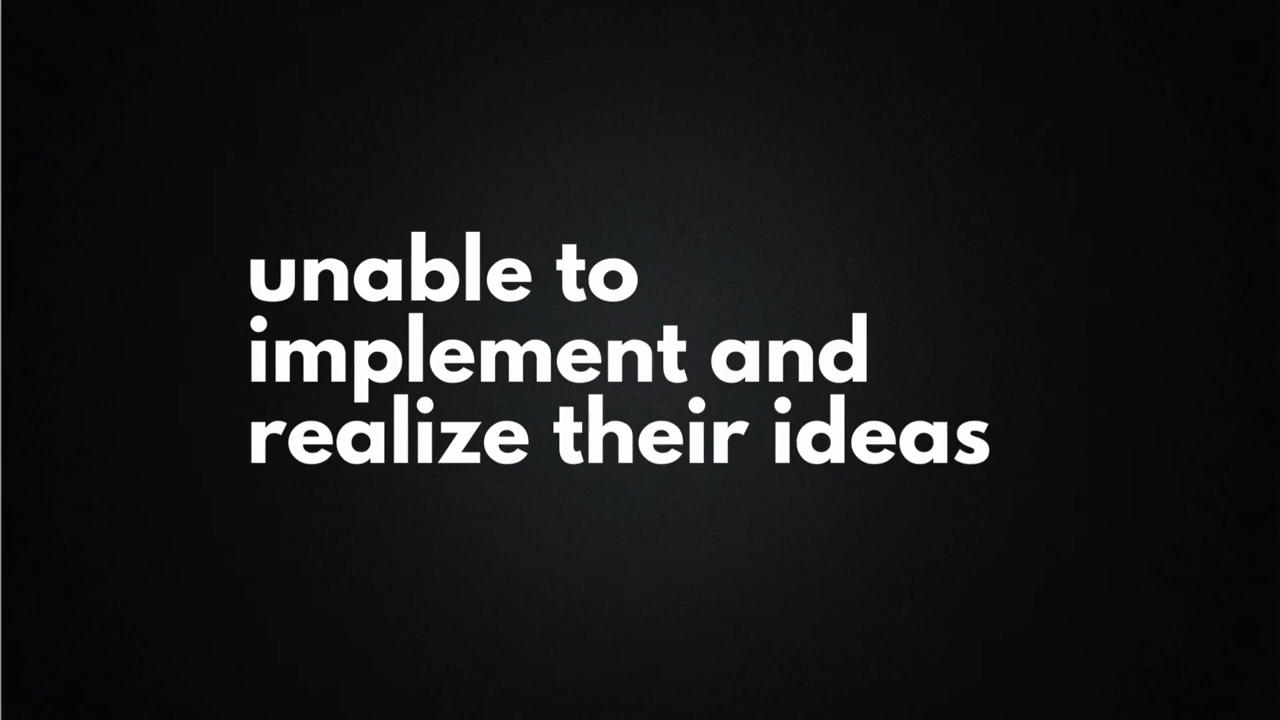 unable to
implement and
realize their ideas